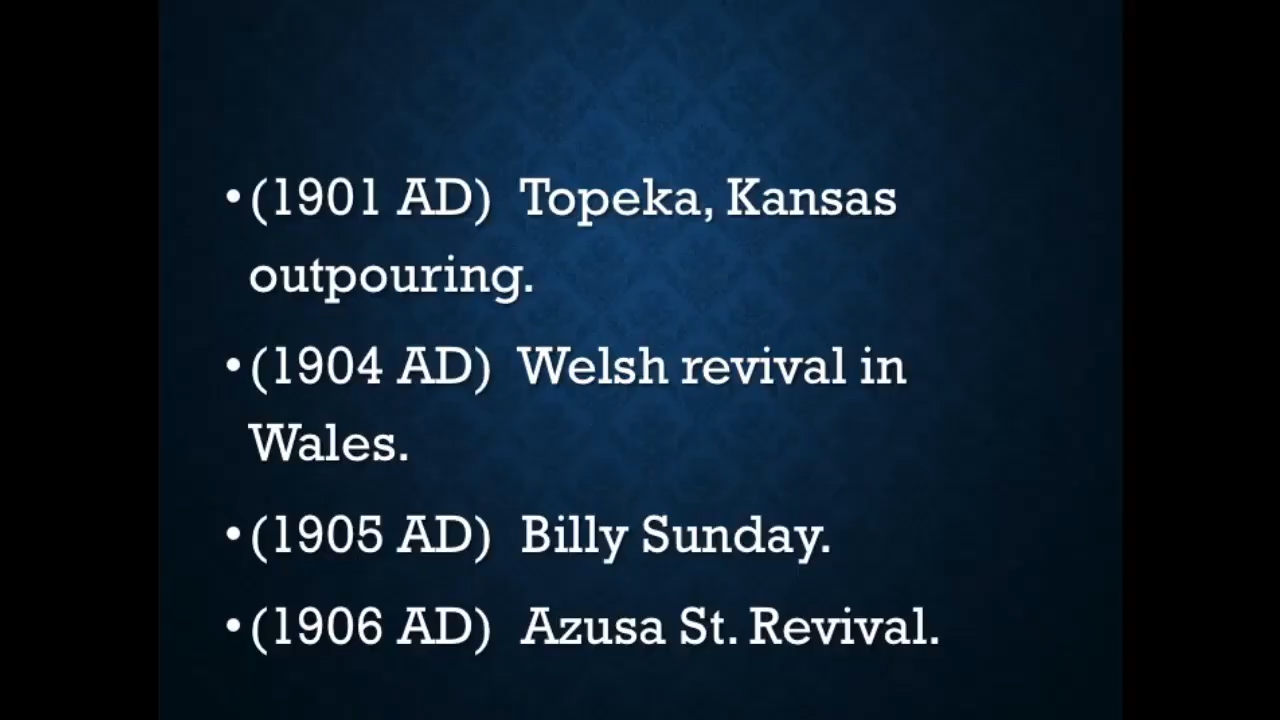 •(1901 AD) Topeka, Kansas
outpouring.
•(1904 AD) Welsh revival in
Wales.
•(1905 AD) Billy Sunday.
•(1906 AD) Azusa St. Revival.